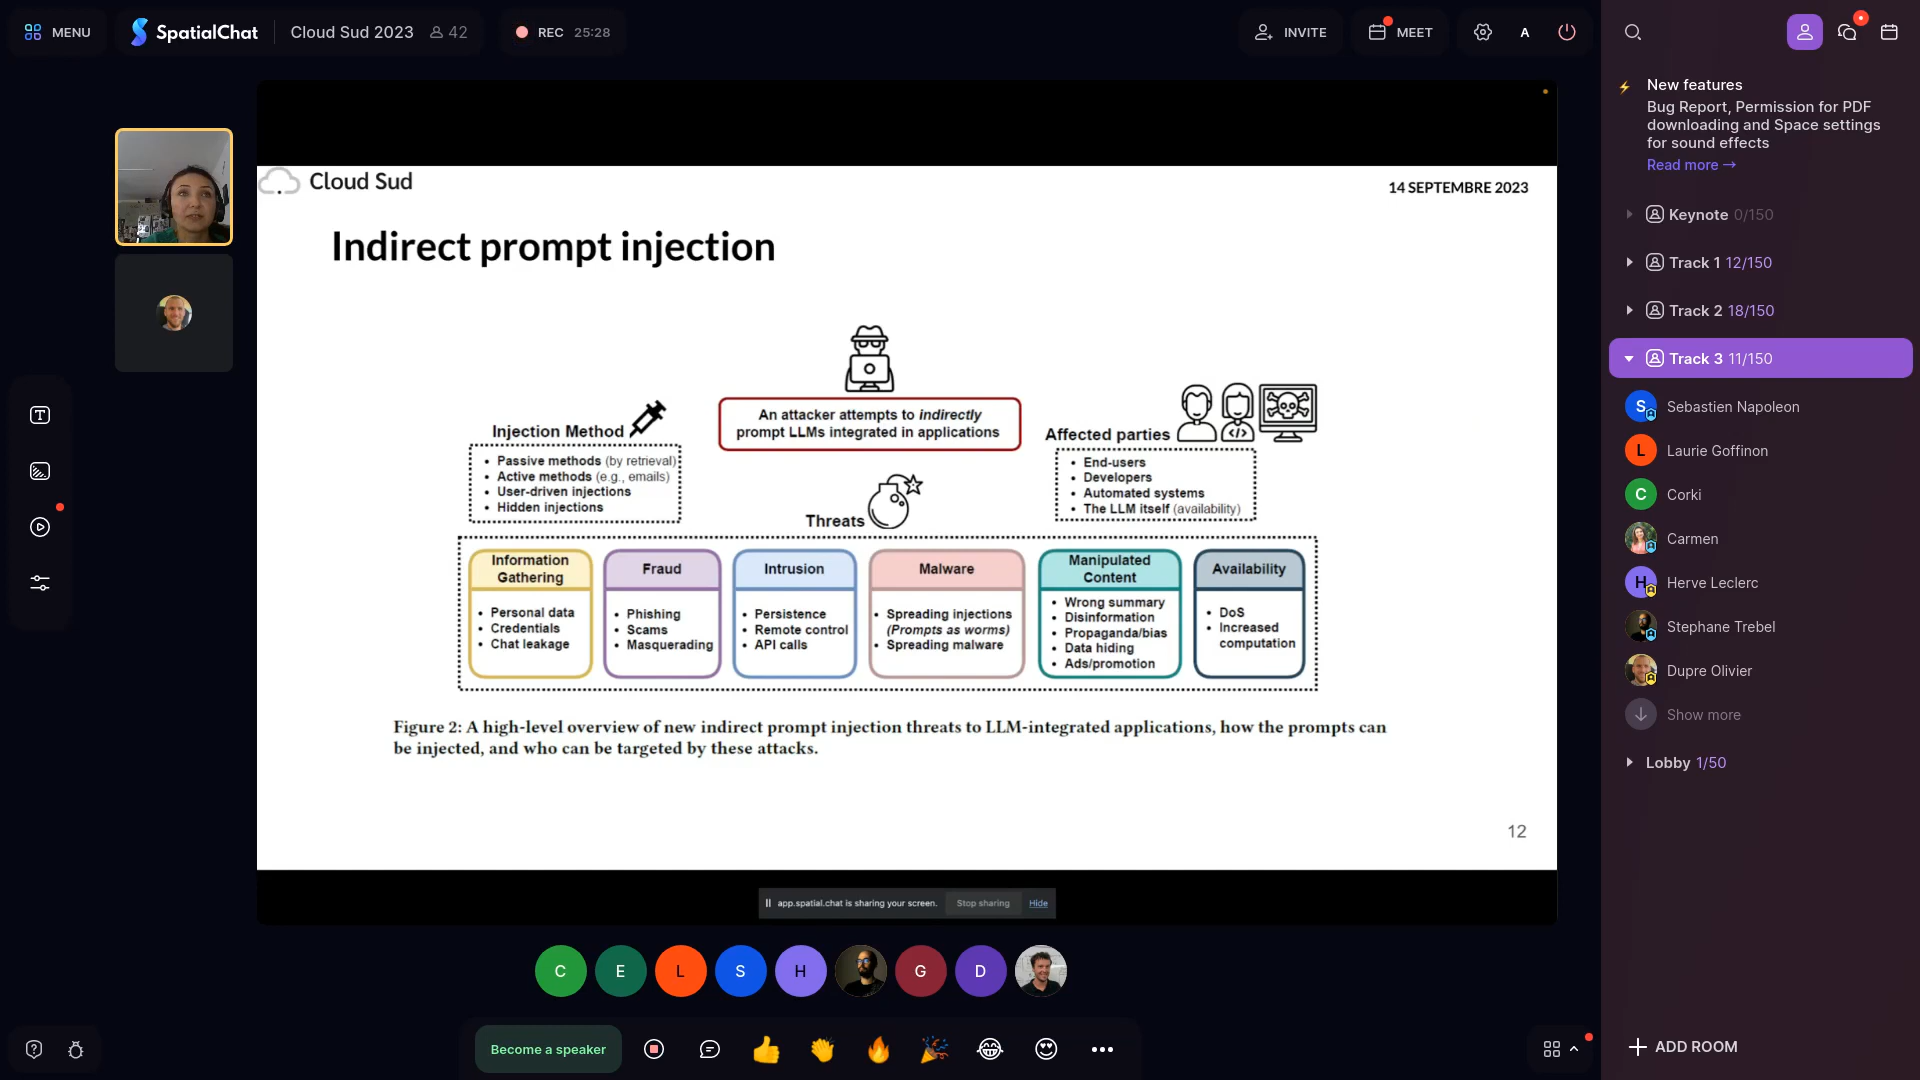 MENU
SpatialChat
Cloud Sud 2023
42
REC 25:28
INVITE
MEET
A
New features
Bug Report, Permission for PDF
downloading and Space settings
for sound effects
Read more →
Keynote 0/150
Track 1 12/150
Track 2 18/150
Track 3 11/150
S Sebastien Napoleon
L Laurie Goffinon
C Corki
Carmen
H Herve Leclerc
Stephane Trebel
Dupre Olivier
Show more
Lobby 1/50
ADD ROOM
Cloud Sud
14 SEPTEMBRE 2023
Indirect prompt injection
An attacker attempts to indirectly
prompt LLMs integrated in applications
Injection Method
• Passive methods (by retrieval)
• Active methods (e.g., emails)
• User-driven injections
• Hidden injections
Affected parties
• End-users
• Developers
• Automated systems
• The LLM itself (availability)
Threats
Information
Gathering
• Personal data
• Credentials
• Chat leakage
Fraud
• Phishing
• Scams
• Masquerading
Intrusion
• Persistence
• Remote control
• API calls
Malware
• Spreading injections
(Prompts as worms)
• Spreading malware
Manipulated
Content
• Wrong summary
• Disinformation
• Propaganda/bias
• Data hiding
• Ads/promotion
Availability
• DoS
• Increased
computation
Figure 2: A high-level overview of new indirect prompt injection threats to LLM-integrated applications, how the prompts can
be injected, and who can be targeted by these attacks.
12
app.spatial.chat is sharing your screen. Stop sharing Hide
C E L S H G D
Become a speaker